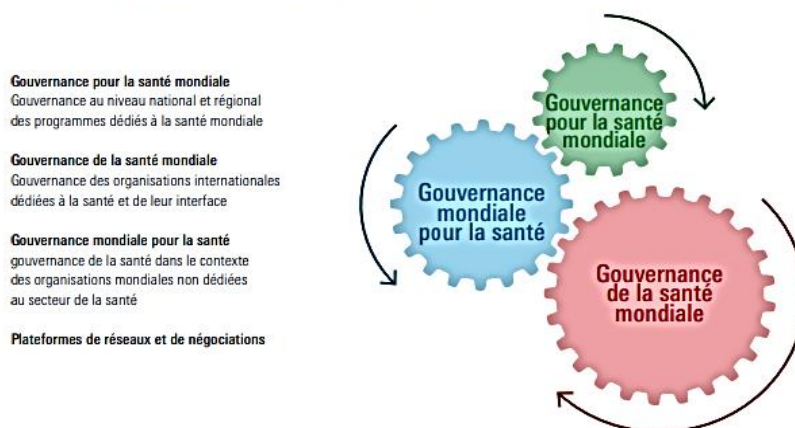 Gouvernance pour la santé mondiale
Gouvernance au niveau national et régional
des programmes dédiés à la santé mondiale
Gouvernance de la santé mondiale
Gouvernance des organisations internationales
dédiées à la santé et de leur interface
Gouvernance mondiale pour la santé
gouvernance de la santé dans le contexte
des organisations mondiales non dédiées
au secteur de la santé
Plateformes de réseaux et de négociations
Gouvernance
pour la santé
mondiale
Gouvernance
mondiale
pour la santé
Gouvernance
de la santé
mondiale